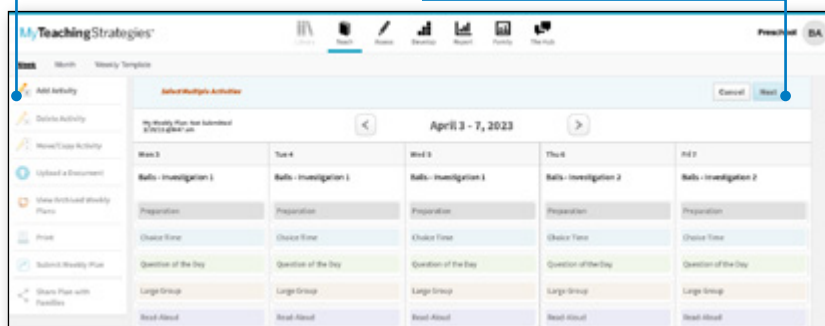 MyTeachingStrategies
Library Teach Assess Develop Report Family The Hub
Preschool BA
Week Month Weekly Template
Add Activity
Select Multiple Activities
Cancel Next
Delete Activity
My Weekly Plan: Not Submitted
April 3 - 7, 2023
Move/Copy Activity
Mon 3 Tue 4 Wed 5 Thu 6 Fri 7
Upload a Document
Balls - Investigation 1 Balls - Investigation 1 Balls - Investigation 1 Balls - Investigation 2 Balls - Investigation 2
View Archived Weekly
Plans
Preparation Preparation Preparation Preparation Preparation
Print
Choice Time Choice Time Choice Time Choice Time Choice Time
Submit Weekly Plan
Question of the Day Question of the Day Question of the Day Question of the Day Question of the Day
Share Plan with
Families
Large Group Large Group Large Group Large Group Large Group
Read-Aloud Read-Aloud Read-Aloud Read-Aloud Read-Aloud